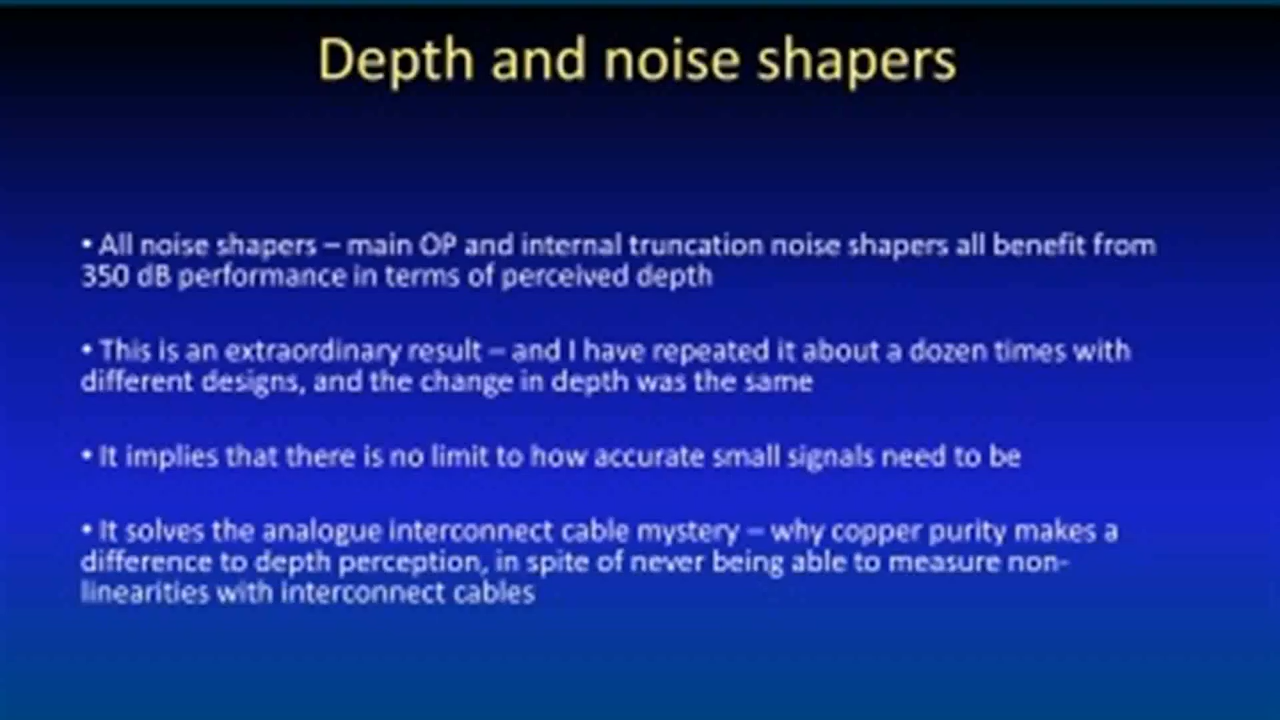 Depth and noise shapers
• All noise shapers – main OP and internal truncation noise shapers all benefit from
350 dB performance in terms of perceived depth
• This is an extraordinary result – and I have repeated it about a dozen times with
different designs, and the change in depth was the same
• It implies that there is no limit to how accurate small signals need to be
• It solves the analogue interconnect cable mystery – why copper purity makes a
difference to depth perception, in spite of never being able to measure non-
linearities with interconnect cables